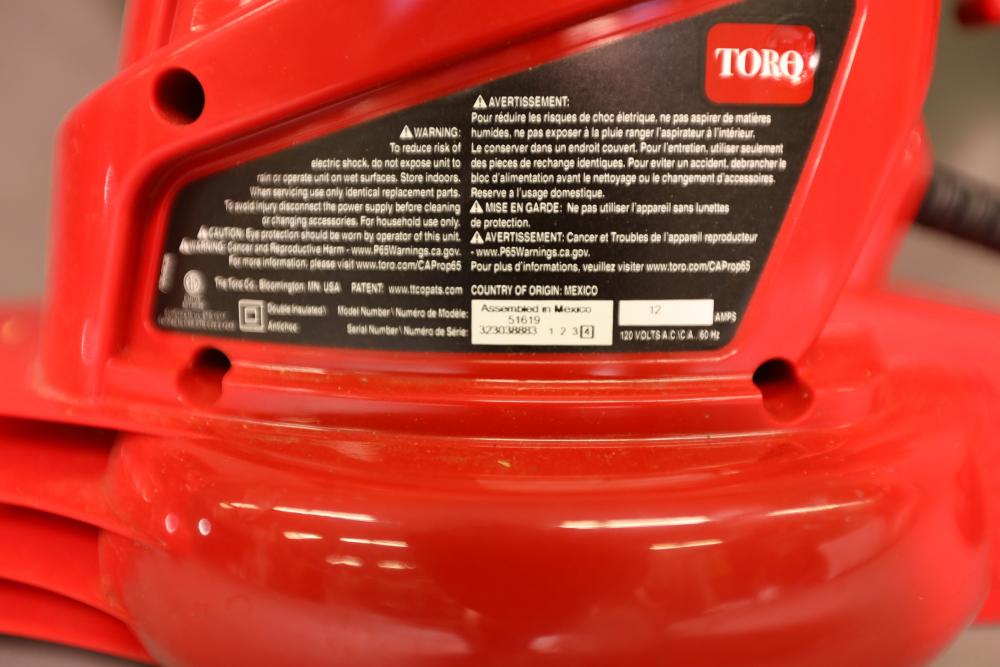 TORO
⚠WARNING:
To reduce risk of
electric shock, do not expose unit to
rain or operate unit on wet surfaces. Store indoors.
When servicing use only identical replacement parts.
To avoid injury disconnect the power supply before cleaning
or changing accessories. For household use only.
⚠CAUTION: Eye protection should be worn by operator of this unit.
⚠WARNING: Cancer and Reproductive Harm - www.P65Warnings.ca.gov.
For more information, please visit www.toro.com/CAProp65
⚠ AVERTISSEMENT:
Pour réduire les risques de choc életrique, ne pas aspirer de matières
humides, ne pas exposer à la pluie ranger l'aspirateur à l'intérieur.
Le conserver dans un endroit couvert. Pour l'entretien, utiliser seulement
des pieces de rechange identiques. Pour eviter un accident, debrancher le
bloc d'alimentation avant le nettoyage ou le changement d'accessoires.
Reserve a l'usage domestique.
⚠ MISE EN GARDE: Ne pas utiliser l'appareil sans lunettes
de protection.
⚠ AVERTISSEMENT: Cancer et Troubles de l'appareil reproducteur
- www.P65Warnings.ca.gov.
Pour plus d'informations, veuillez visiter www.toro.com/CAProp65
The Toro Co. Bloomington, MN. USA PATENT: www.ttcopats.com
COUNTRY OF ORIGIN: MEXICO
Double Insulated\
Antichoc
Model Number\ Numéro de Modèle:
Serial Number\ Numéro de Série:
Assembled in Mexico
51619
323038883 1 2 3 4
12
AMPS
120 VOLTS A.C.\C.A., 60 Hz